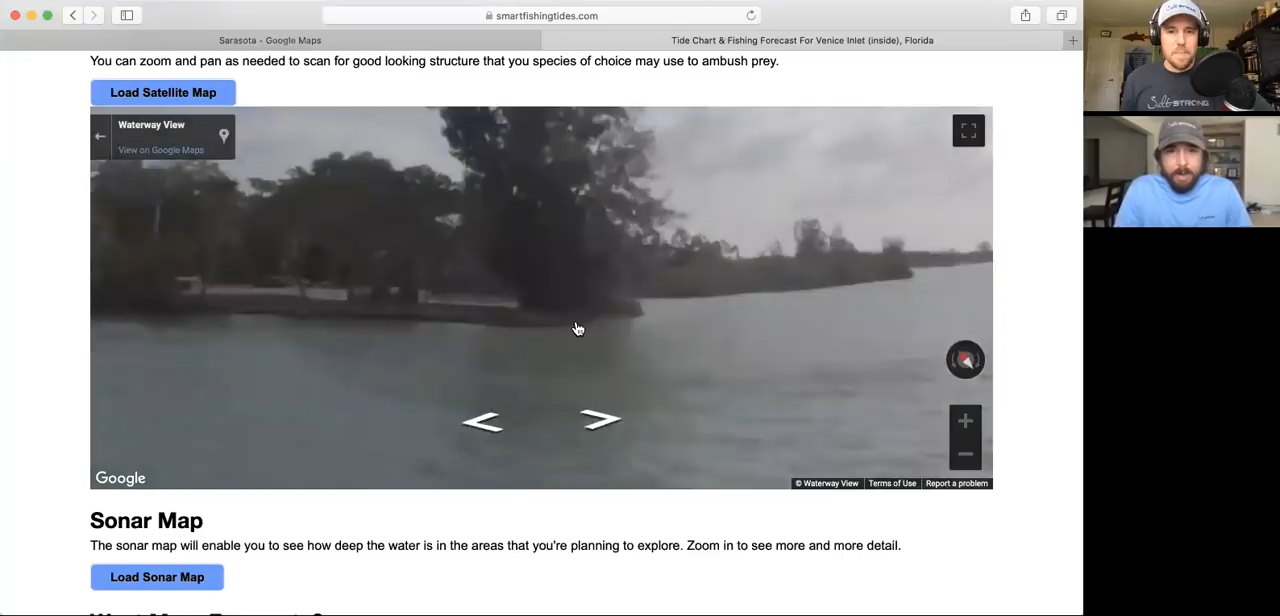 smartfishingtides.com
Sarasota - Google Maps
Tide Chart & Fishing Forecast For Venice Inlet (inside), Florida
You can zoom and pan as needed to scan for good looking structure that you species of choice may use to ambush prey.
Load Satellite Map
Waterway View
View on Google Maps
Google
© Waterway View
Terms of Use
Report a problem
Sonar Map
The sonar map will enable you to see how deep the water is in the areas that you're planning to explore. Zoom in to see more and more detail.
Load Sonar Map
Salt STRONG